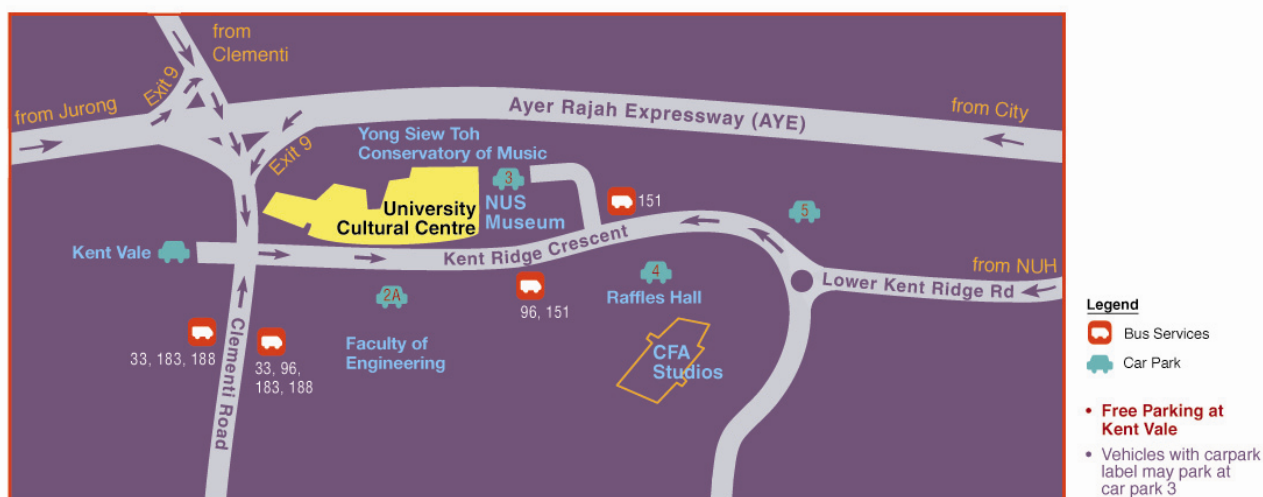 from
Clementi
Exit 9
from Jurong
Ayer Rajah Expressway (AYE)
from City
Exit 9
Yong Siew Toh
Conservatory of Music
3
NUS
Museum
University
Cultural Centre
151
5
Kent Vale
Kent Ridge Crescent
from NUH
Lower Kent Ridge Rd
2A
96, 151
4
Raffles Hall
33, 183, 188
33, 96,
183, 188
Faculty of
Engineering
CFA
Studios
Clementi Road
Legend
Bus Services
Car Park
• Free Parking at
Kent Vale
• Vehicles with carpark
label may park at
car park 3